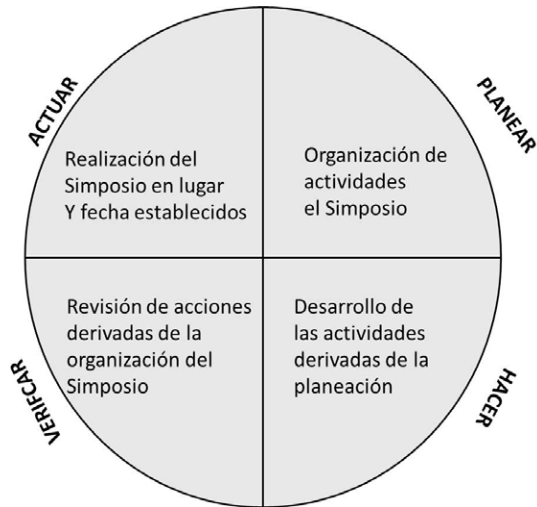 ACTUAR
Realización del
Simposio en lugar
Y fecha establecidos
PLANEAR
Organización de
actividades
el Simposio
VERIFCAR
Revisión de acciones
derivadas de la
organización del
Simposio
HACER
Desarrollo de
las actividades
derivadas de la
planeación